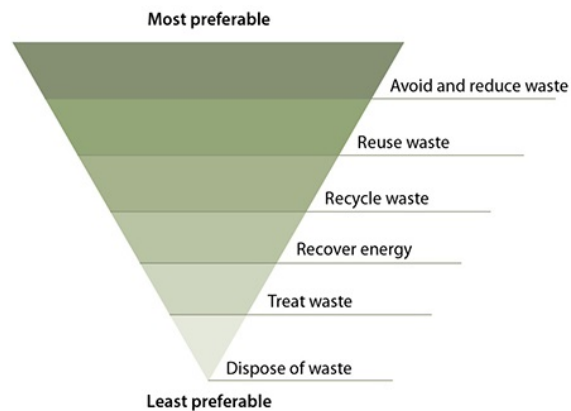 Most preferable
Avoid and reduce waste
Reuse waste
Recycle waste
Recover energy
Treat waste
Dispose of waste
Least preferable